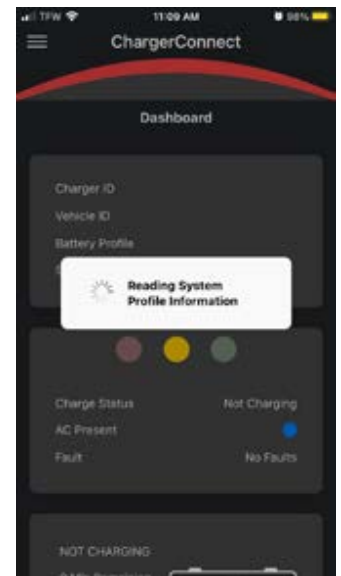 TFW 11:09 AM 98%
ChargerConnect
Dashboard
Charger ID
Vehicle ID
Battery Profile
Reading System
Profile Information
Charge Status Not Charging
AC Present
Fault No Faults
NOT CHARGING